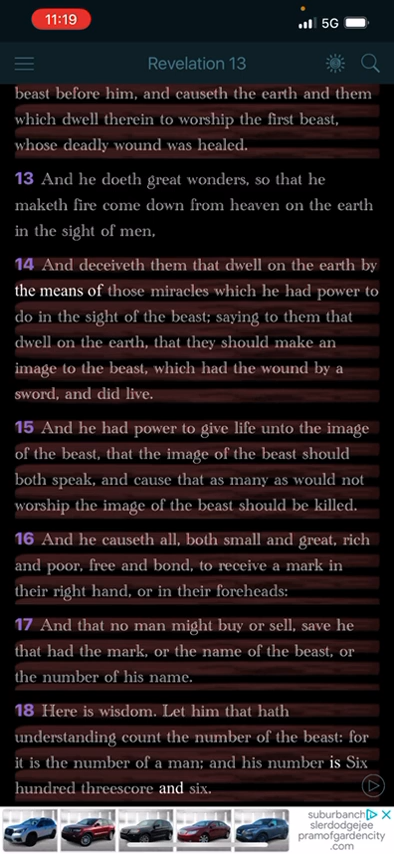 11:19
5G
Revelation 13
beast before him, and causeth the earth and them
which dwell therein to worship the first beast,
whose deadly wound was healed.
13 And he doeth great wonders, so that he
maketh fire come down from heaven on the earth
in the sight of men,
14 And deceiveth them that dwell on the earth by
the means of those miracles which he had power to
do in the sight of the beast; saying to them that
dwell on the earth, that they should make an
image to the beast, which had the wound by a
sword, and did live.
15 And he had power to give life unto the image
of the beast, that the image of the beast should
both speak, and cause that as many as would not
worship the image of the beast should be killed.
16 And he causeth all, both small and great, rich
and poor, free and bond, to receive a mark in
their right hand, or in their foreheads:
17 And that no man might buy or sell, save he
that had the mark, or the name of the beast, or
the number of his name.
18 Here is wisdom. Let him that hath
understanding count the number of the beast: for
it is the number of a man; and his number is Six
hundred threescore and six.
suburbanch
slerdodgejee
pramofgardencity
.com